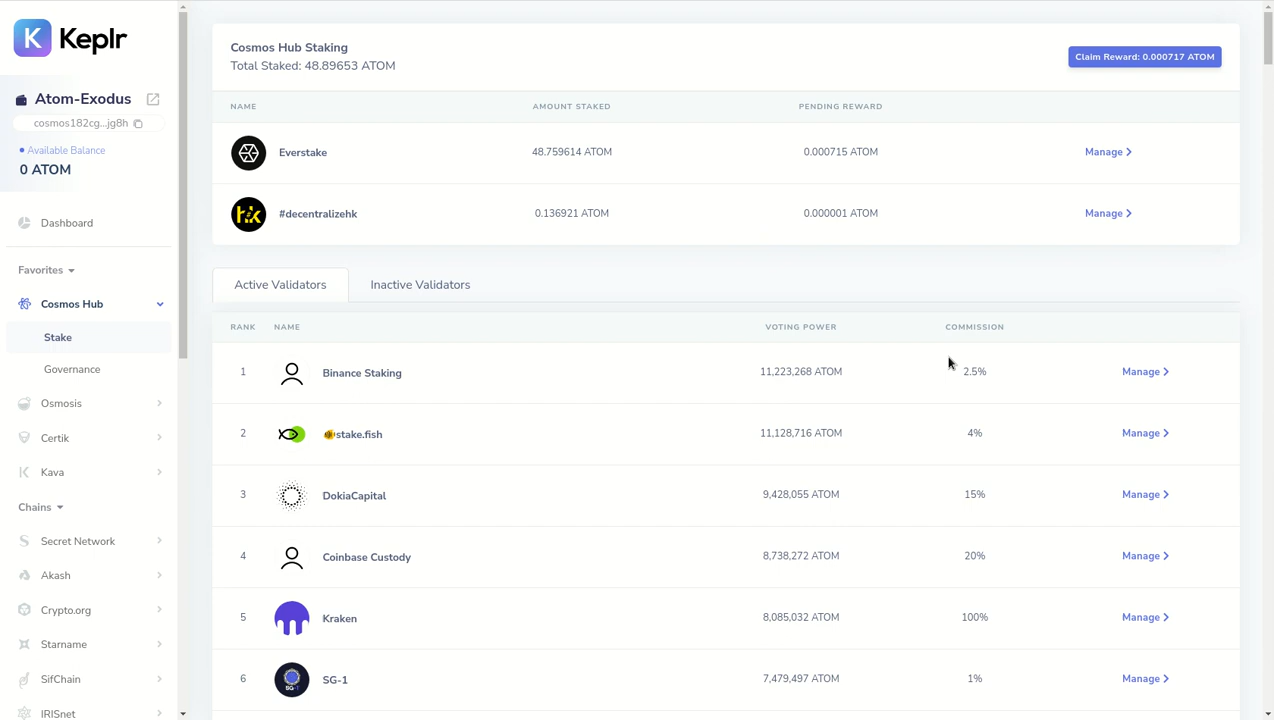 Keplr
Atom-Exodus
cosmos182cg...jg8h
Available Balance
0 ATOM
Dashboard
Favorites
Cosmos Hub
Stake
Governance
Osmosis
Certik
Kava
Chains
Secret Network
Akash
Crypto.org
Starname
SifChain
IRISnet
Cosmos Hub Staking
Total Staked: 48.89653 ATOM
Claim Reward: 0.000717 ATOM
NAME AMOUNT STAKED PENDING REWARD
Everstake 48.759614 ATOM 0.000715 ATOM Manage
#decentralizehk 0.136921 ATOM 0.000001 ATOM Manage
Active Validators Inactive Validators
RANK NAME VOTING POWER COMMISSION
1 Binance Staking 11,223,268 ATOM 2.5% Manage
2 🐠stake.fish 11,128,716 ATOM 4% Manage
3 DokiaCapital 9,428,055 ATOM 15% Manage
4 Coinbase Custody 8,738,272 ATOM 20% Manage
5 Kraken 8,085,032 ATOM 100% Manage
6 SG-1 SG-1 7,479,497 ATOM 1% Manage